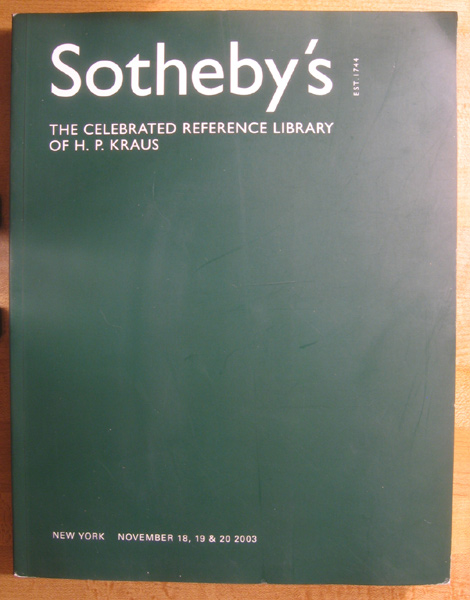 Sotheby's
EST. 1744
THE CELEBRATED REFERENCE LIBRARY
OF H. P. KRAUS
NEW YORK NOVEMBER 18, 19 & 20 2003